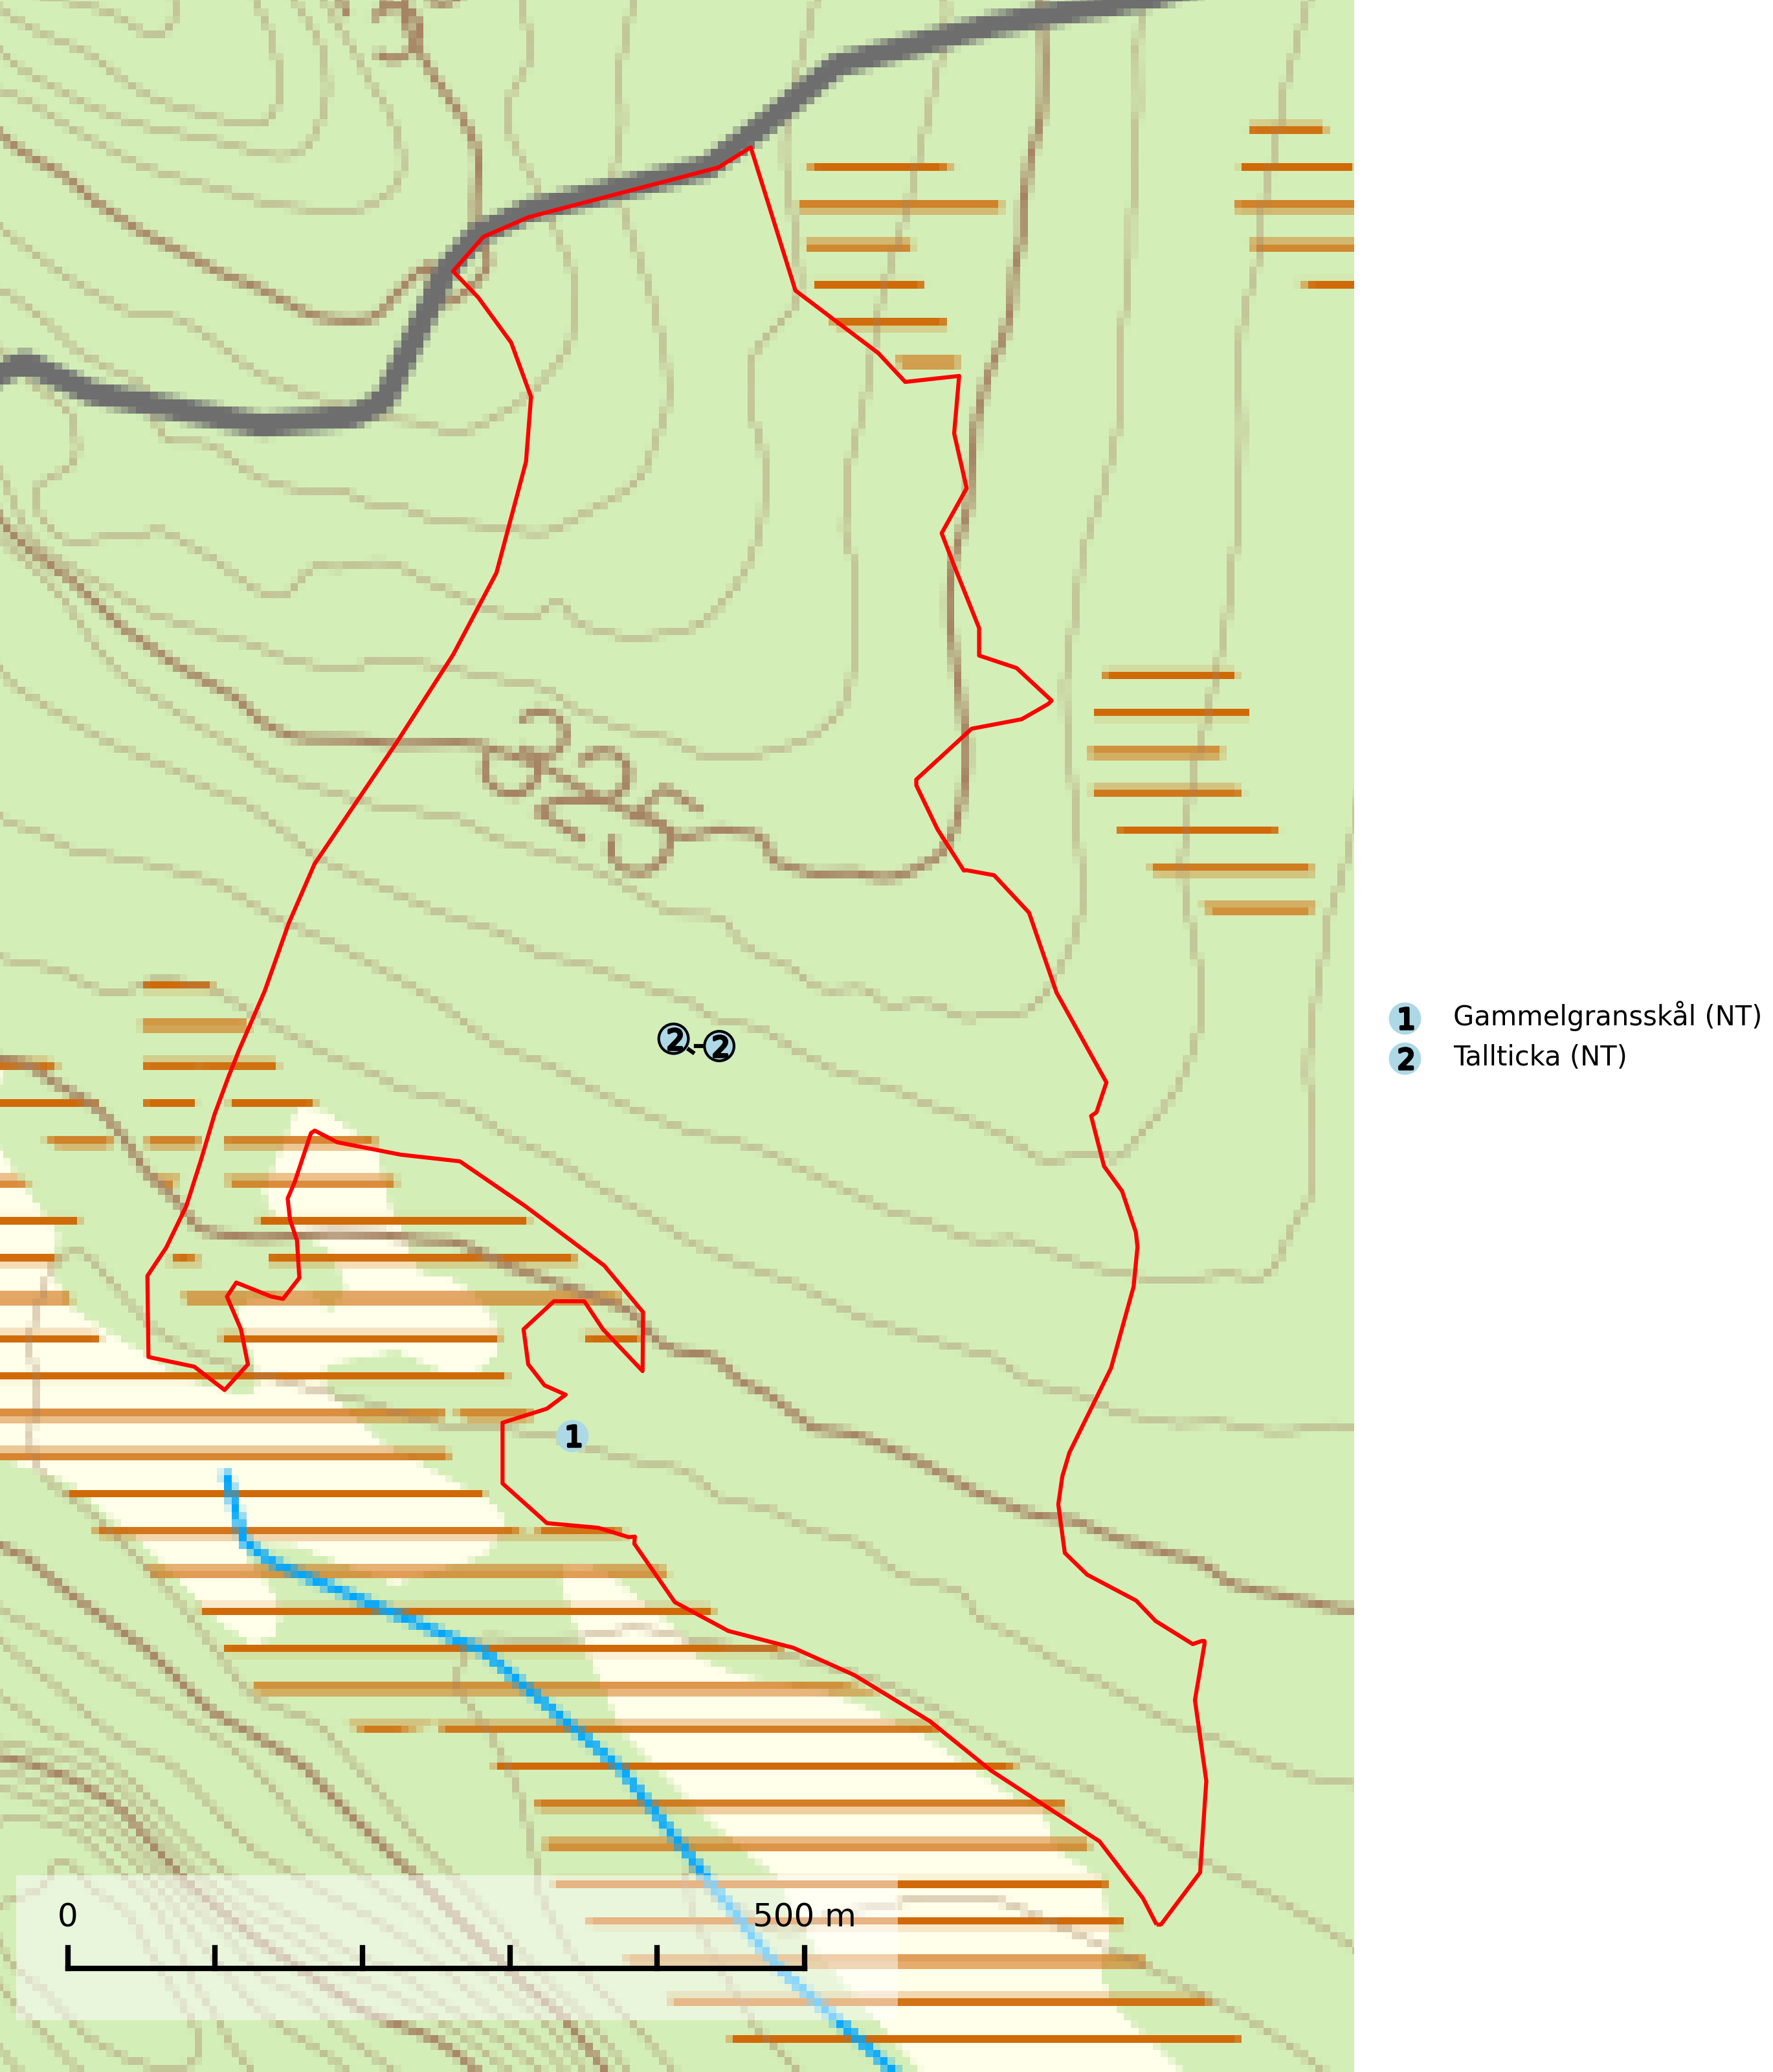 325
2
2
1
1 Gammelgransskål (NT)
2 Tallticka (NT)
0 500 m